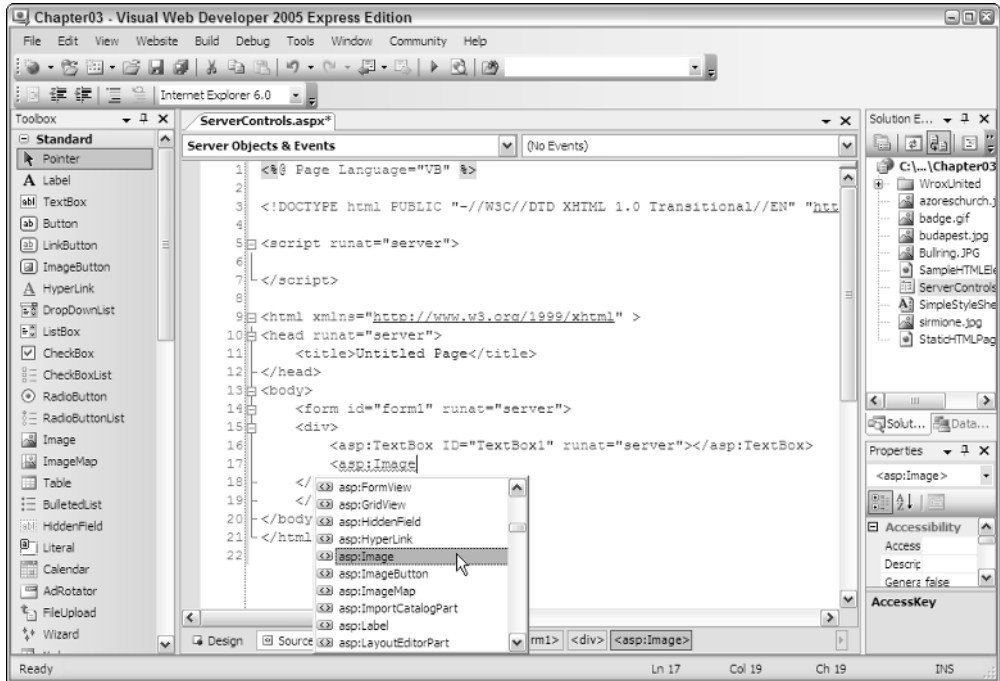 Chapter03 - Visual Web Developer 2005 Express Edition
File Edit View Website Build Debug Tools Window Community Help
Internet Explorer 6.0
Toolbox
Standard
Pointer
Label
TextBox
Button
LinkButton
ImageButton
HyperLink
DropDownList
ListBox
CheckBox
CheckBoxList
RadioButton
RadioButtonList
Image
ImageMap
Table
BulletedList
HiddenField
Literal
Calendar
AdRotator
FileUpload
Wizard
ServerControls.aspx*
Server Objects & Events (No Events)
1 <%@ Page Language="VB" %>
2
3 <!DOCTYPE html PUBLIC "-//W3C//DTD XHTML 1.0 Transitional//EN" "htt
4
5 <script runat="server">
6
7 </script>
8
9 <html xmlns="http://www.w3.org/1999/xhtml" >
10 <head runat="server">
11 <title>Untitled Page</title>
12 </head>
13 <body>
14 <form id="form1" runat="server">
15 <div>
16 <asp:TextBox ID="TextBox1" runat="server"></asp:TextBox>
17 <asp:Image
18 </
19 </
20 </body
21 </html
22
asp:FormView
asp:GridView
asp:HiddenField
asp:HyperLink
asp:Image
asp:ImageButton
asp:ImageMap
asp:ImportCatalogPart
asp:Label
asp:LayoutEditorPart
Design Source rm1> <div> <asp:Image>
Solution E...
C:\...\Chapter03
WroxUnited
azoreschurch.j
badge.gif
budapest.jpg
Bullring.JPG
SampleHTMLEle
ServerControls
SimpleStyleShe
sirmione.jpg
StaticHTMLPag
Solut... Data...
Properties
<asp:Image>
Accessibility
Access
Descrip
Genera false
AccessKey
Ready Ln 17 Col 19 Ch 19 INS